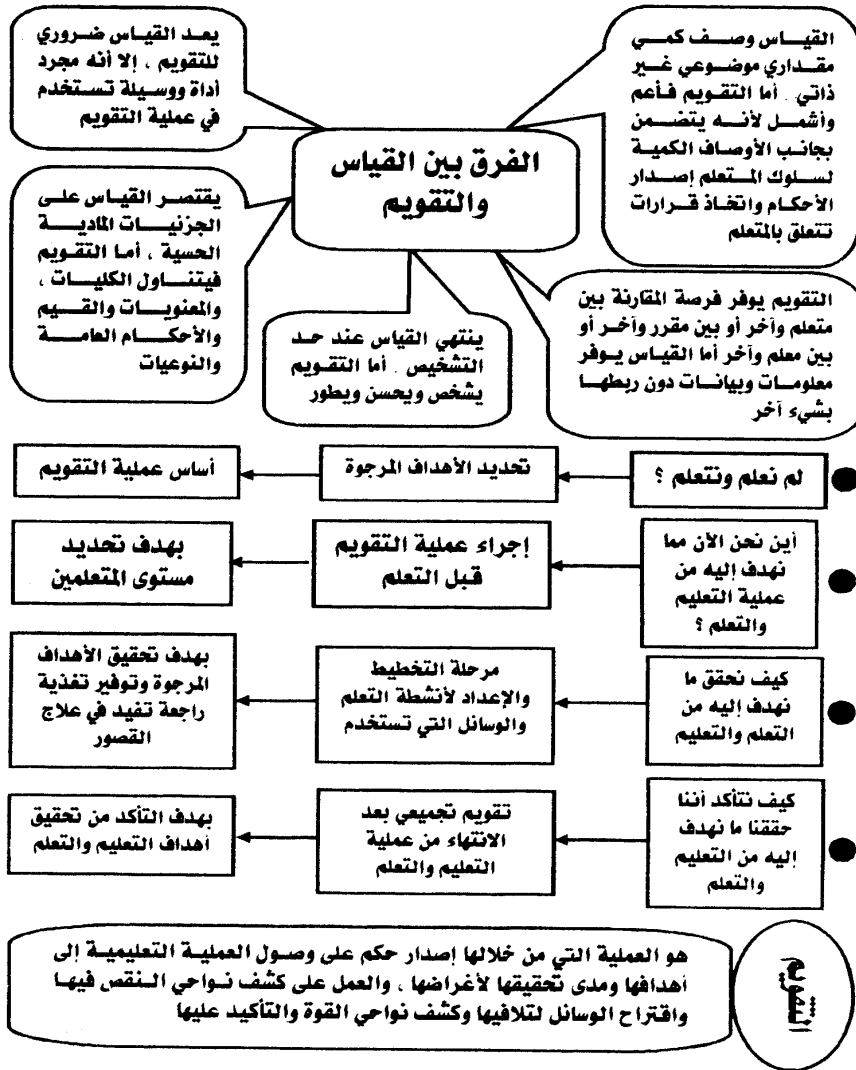 القياس وصف كمي
مقداري موضوعي غير
ذاتي . أما التقويم فأعم
وأشمل لأنه يتضمن
بجانب الأوصاف الكمية
لسلوك المتعلم إصدار
الأحكام واتخاذ قرارات
تتعلق بالمتعلم
يعد القياس ضروري
للتقويم ، إلا أنه مجرد
أداة ووسيلة تستخدم
في عملية التقويم
الفرق بين القياس
والتقويم
يقتصر القياس على
الجزئيات المادية
الحسية ، أما التقويم
فيتناول الكليات ،
والمعنويات والقيم
والأحكام العامة
والنوعيات
التقويم يوفر فرصة المقارنة بين
متعلم وآخر أو بين مقرر وآخر أو
بين معلم وآخر أما القياس يوفر
معلومات وبيانات دون ربطها
بشيء آخر
ينتهي القياس عند حد
التشخيص . أما التقويم
يشخص ويحسن ويطور
لم نعلم ونتعلم ؟
تحديد الأهداف المرجوة
أساس عملية التقويم
أين نحن الآن مما
نهدف إليه من
عملية التعليم
والتعلم ؟
إجراء عملية التقويم
قبل التعلم
بهدف تحديد
مستوى المتعلمين
كيف نحقق ما
نهدف إليه من
التعلم والتعليم
مرحلة التخطيط
والإعداد لأنشطة التعلم
والوسائل التي تستخدم
بهدف تحقيق الأهداف
المرجوة وتوفير تغذية
راجعة تفيد في علاج
القصور
كيف نتأكد أننا
حققنا ما نهدف
إليه من التعليم
والتعلم
تقويم تجميعي بعد
الانتهاء من عملية
التعليم والتعلم
بهدف التأكد من تحقيق
أهداف التعليم والتعلم
التقويم
هو العملية التي من خلالها إصدار حكم على وصول العملية التعليمية إلى
أهدافها ومدى تحقيقها لأغراضها ، والعمل على كشف نواحي النقص فيها
واقتراح الوسائل لتلافيها وكشف نواحي القوة والتأكيد عليها